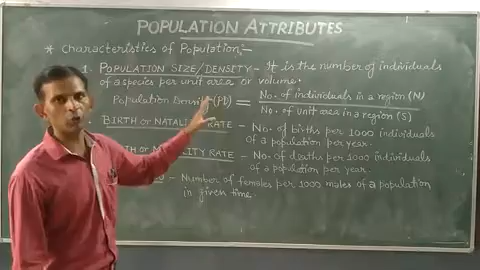 POPULATION ATTRIBUTES
* Characteristics of Population:-
1. POPULATION SIZE/DENSITY - It is the number of individuals
of a species per unit area or volume.
Population Density(PD) = No. of individuals in a region (N)
No. of unit area in a region (S)
BIRTH OR NATALITY RATE - No. of births per 1000 individuals
of a population per year.
RATE - No. of deaths per 1000 individuals
of a population per year.
- Number of females per 1000 males of a population
in given time.